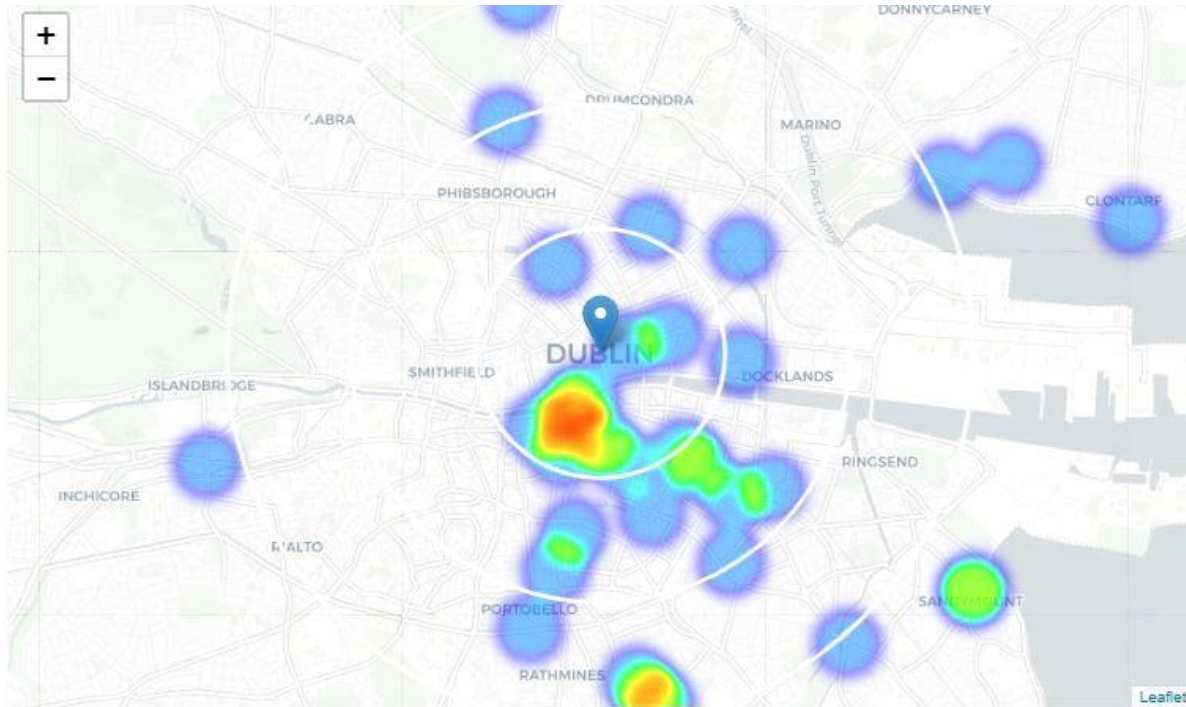 +
−
DONNYCARNEY
DRUMCONDRA
CABRA
MARINO
Dublin Port Tunnel
PHIBSBOROUGH
CLONTARF
DUBLIN
SMITHFIELD
DOCKLANDS
ISLANDBRIDGE
RINGSEND
INCHICORE
RIALTO
SANDYMOUNT
PORTOBELLO
RATHMINES
Leaflet